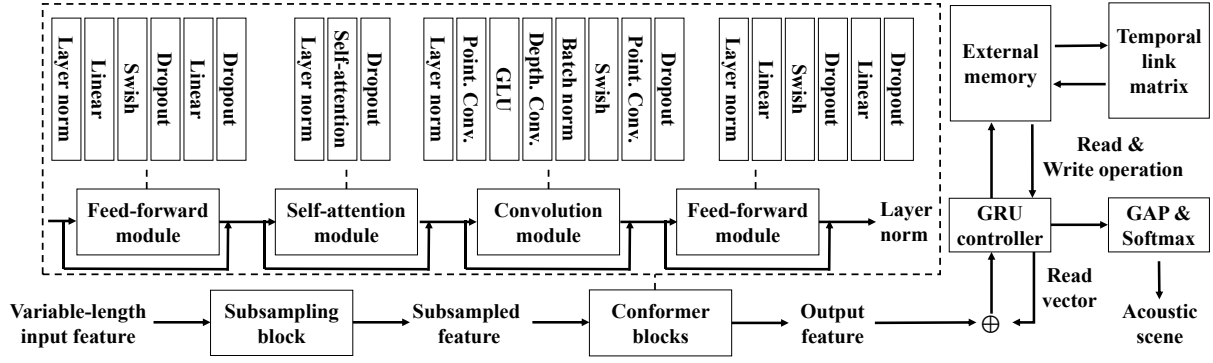 Layer norm
Linear
Swish
Dropout
Linear
Dropout
Layer norm
Self-attention
Dropout
Layer norm
Point. Conv.
GLU
Depth. Conv.
Batch norm
Swish
Point. Conv.
Dropout
Layer norm
Linear
Swish
Dropout
Linear
Dropout
External
memory
Temporal
link
matrix
Read &
Write operation
Feed-forward
module
Self-attention
module
Convolution
module
Feed-forward
module
Layer
norm
GRU
controller
GAP &
Softmax
Read
vector
Variable-length
input feature
Subsampling
block
Subsampled
feature
Conformer
blocks
Output
feature
Acoustic
scene